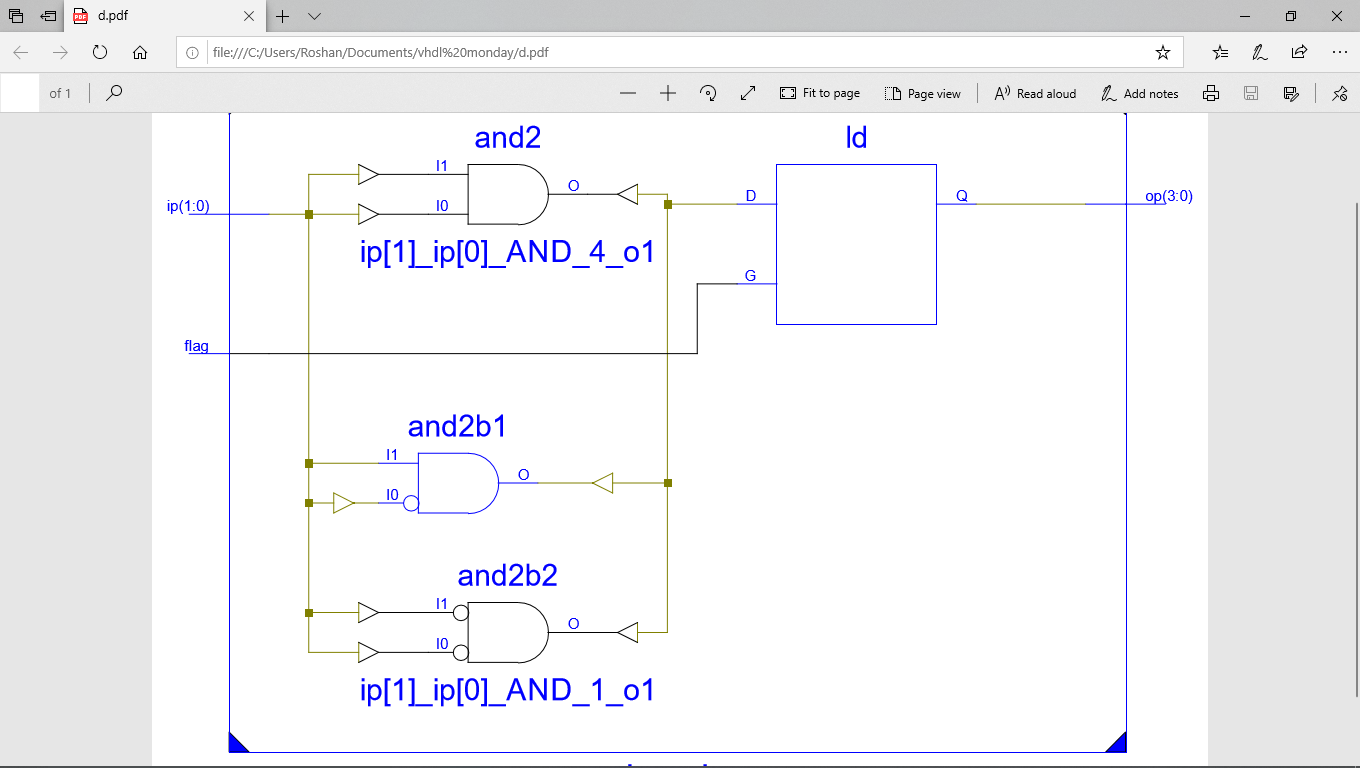 d.pdf
file:///C:/Users/Roshan/Documents/vhdl%20monday/d.pdf
of 1
Fit to page
Page view
Read aloud
Add notes
and2
ld
I1
ip(1:0)
I0
O
D
Q
op(3:0)
ip[1]_ip[0]_AND_4_o1
G
flag
and2b1
I1
I0
O
and2b2
I1
I0
O
ip[1]_ip[0]_AND_1_o1